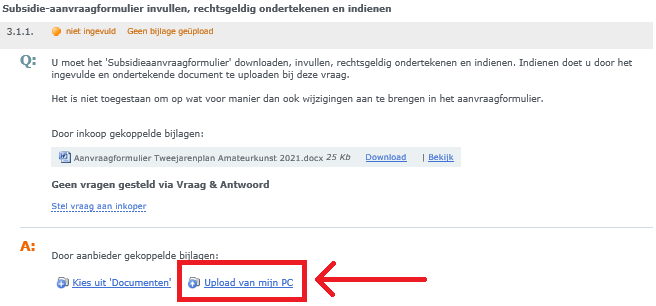 Subsidie-aanvraagformulier invullen, rechtsgeldig ondertekenen en indienen
3.1.1. niet ingevuld Geen bijlage geüpload
Q: U moet het 'Subsidieaanvraagformulier' downloaden, invullen, rechtsgeldig ondertekenen en indienen. Indienen doet u door het
ingevulde en ondertekende document te uploaden bij deze vraag.
Het is niet toegestaan om op wat voor manier dan ook wijzigingen aan te brengen in het aanvraagformulier.
Door inkoop gekoppelde bijlagen:
Aanvraagformulier Tweejarenplan Amateurkunst 2021.docx 25 Kb Download | Bekijk
Geen vragen gesteld via Vraag & Antwoord
Stel vraag aan inkoper
A:
Door aanbieder gekoppelde bijlagen:
Kies uit 'Documenten' Upload van mijn PC